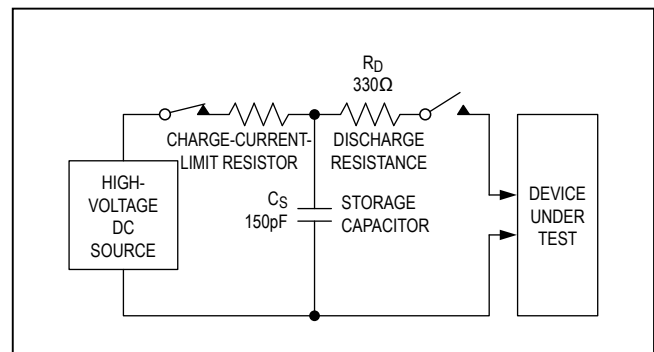 R_D
330Ω
CHARGE-CURRENT-
LIMIT RESISTOR
DISCHARGE
RESISTANCE
HIGH-
VOLTAGE
DC
SOURCE
C_S
150pF
STORAGE
CAPACITOR
DEVICE
UNDER
TEST